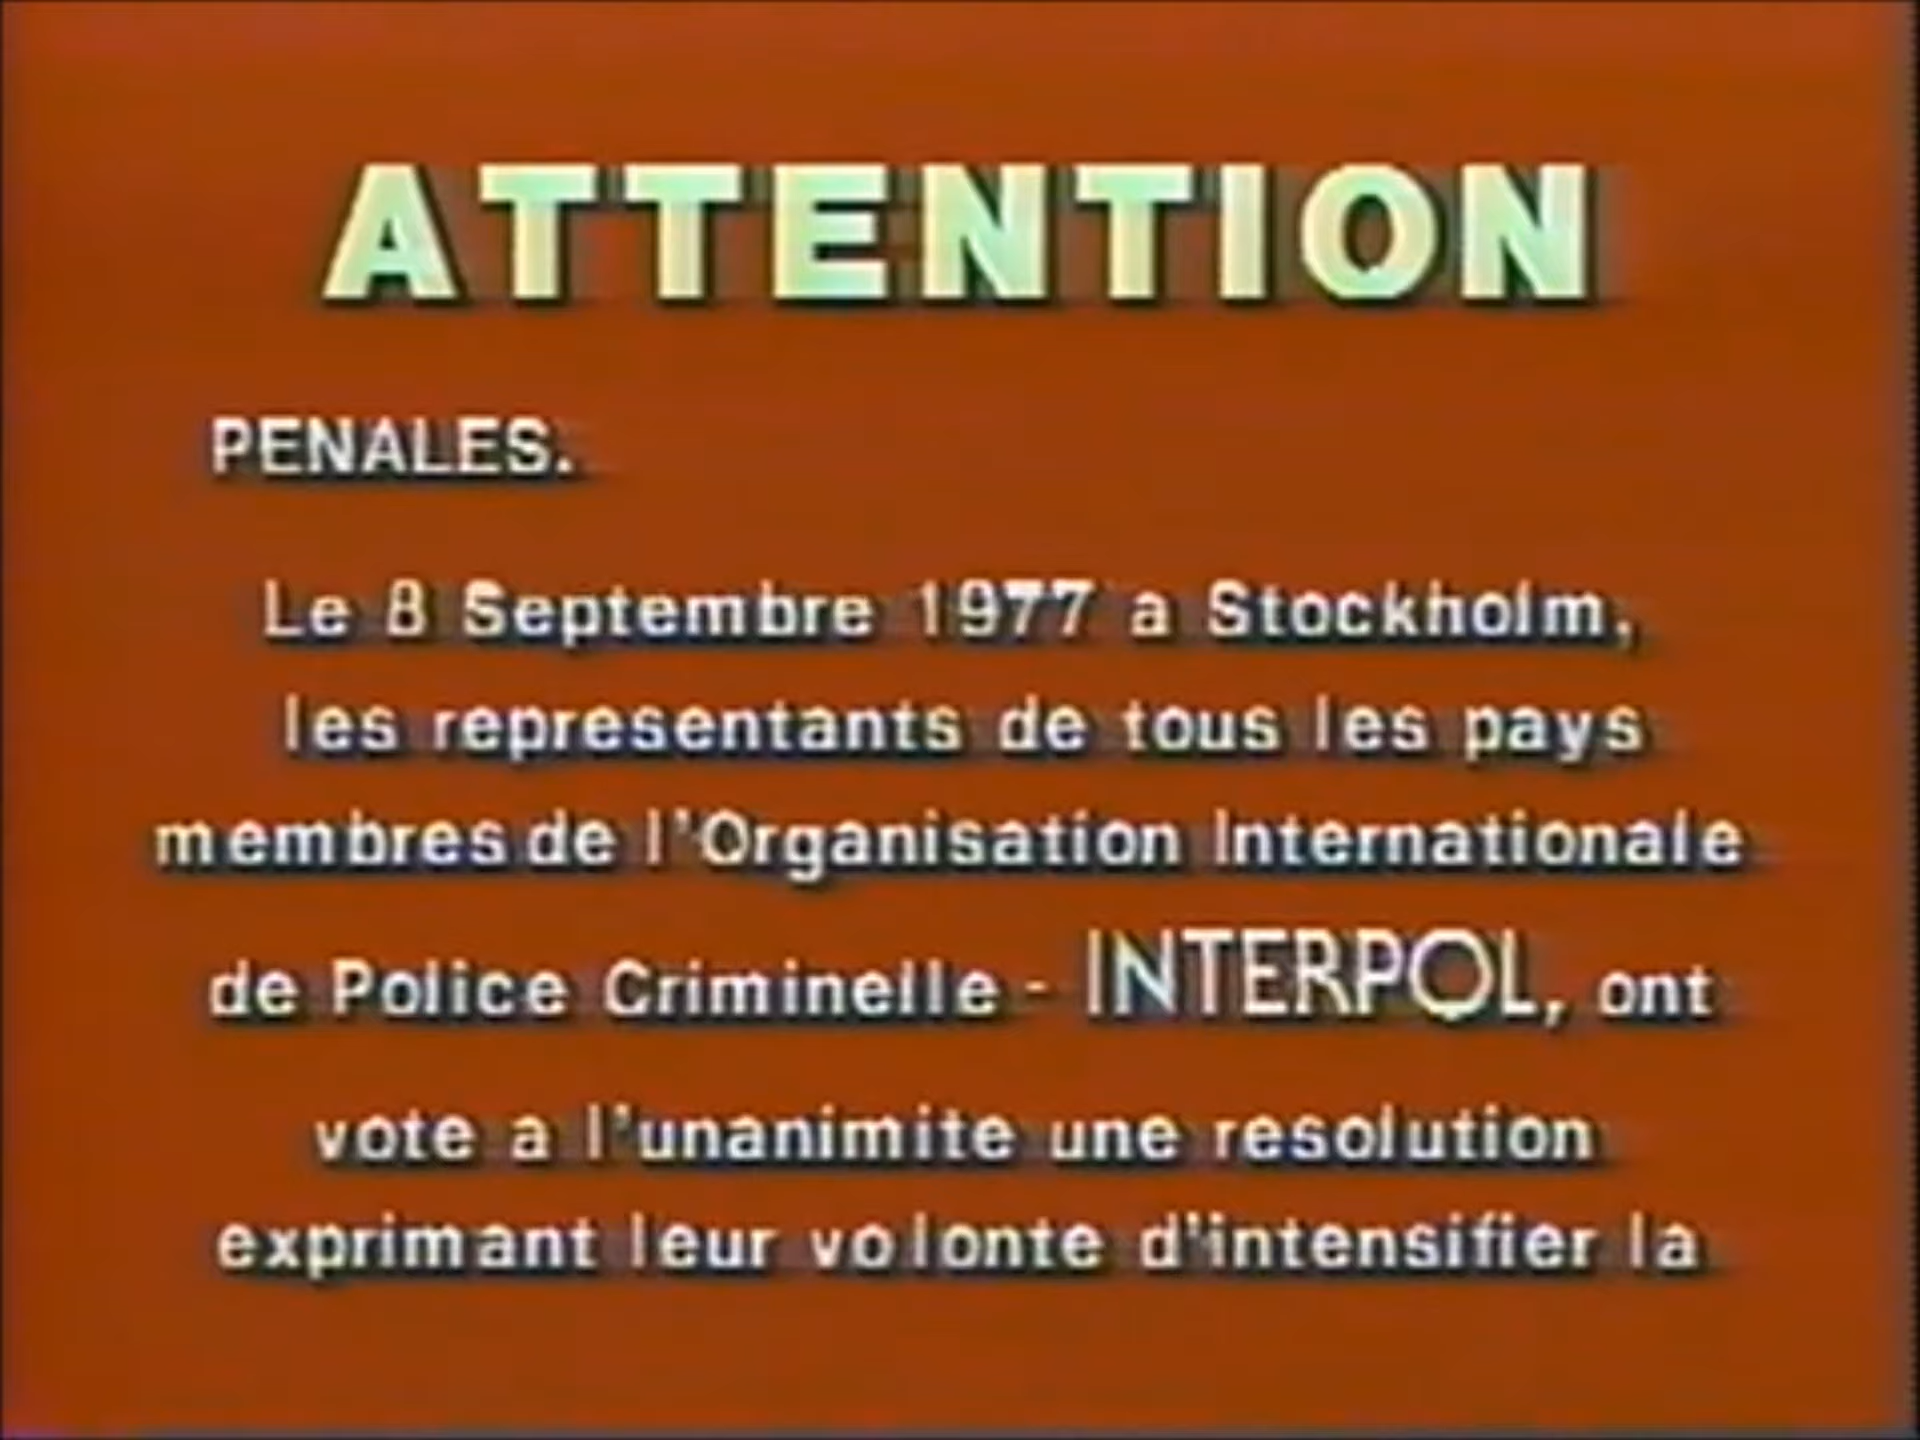 ATTENTION
PENALES.
Le 8 Septembre 1977 a Stockholm,
les representants de tous les pays
membres de l'Organisation Internationale
de Police Criminelle - INTERPOL, ont
vote a l'unanimite une resolution
exprimant leur volonte d'intensifier la